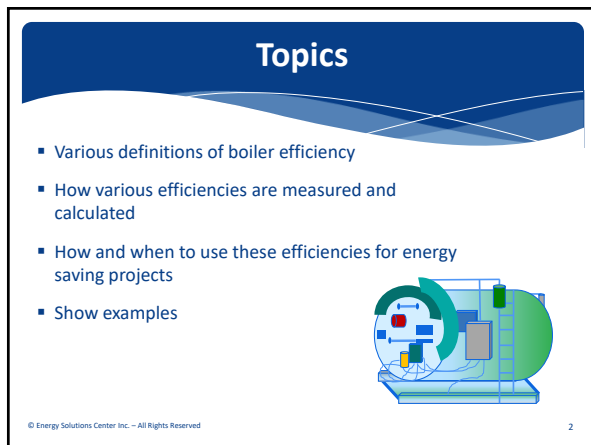 Topics
▪ Various definitions of boiler efficiency
▪ How various efficiencies are measured and
calculated
▪ How and when to use these efficiencies for energy
saving projects
▪ Show examples
© Energy Solutions Center Inc. – All Rights Reserved
2